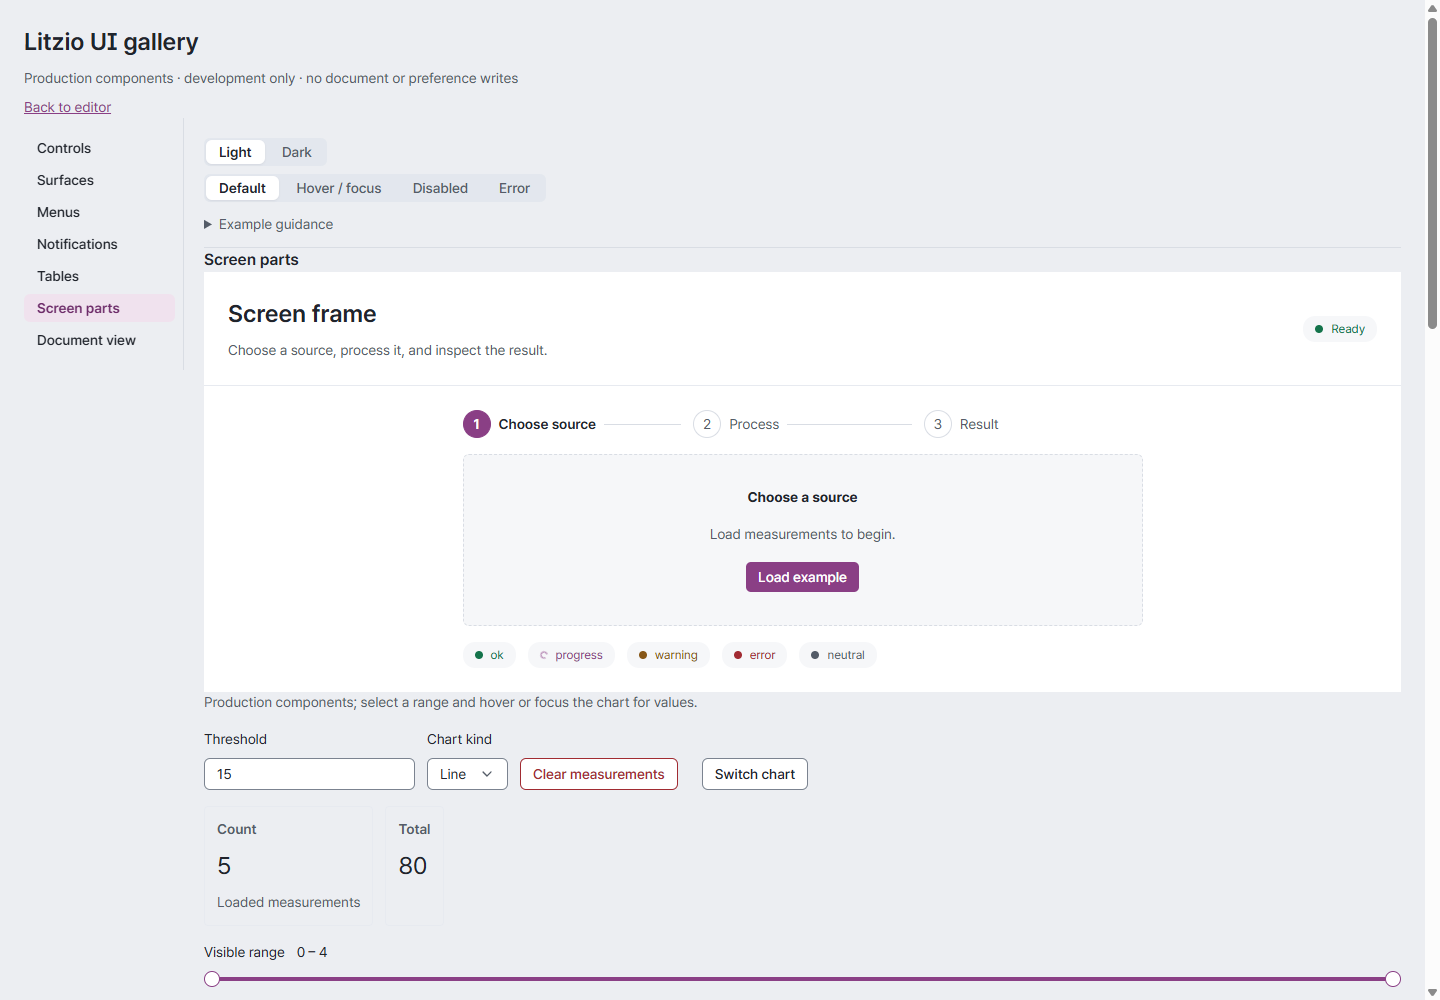 Litzio UI gallery
Production components · development only · no document or preference writes
Back to editor
Controls
Surfaces
Menus
Notifications
Tables
Screen parts
Document view
Light Dark
Default Hover / focus Disabled Error
Example guidance
Screen parts
Screen frame
Choose a source, process it, and inspect the result.
Ready
1 Choose source 2 Process 3 Result
Choose a source
Load measurements to begin.
Load example
ok progress warning error neutral
Production components; select a range and hover or focus the chart for values.
Threshold Chart kind
15 Line Clear measurements Switch chart
Count Total
5 80
Loaded measurements
Visible range 0 – 4